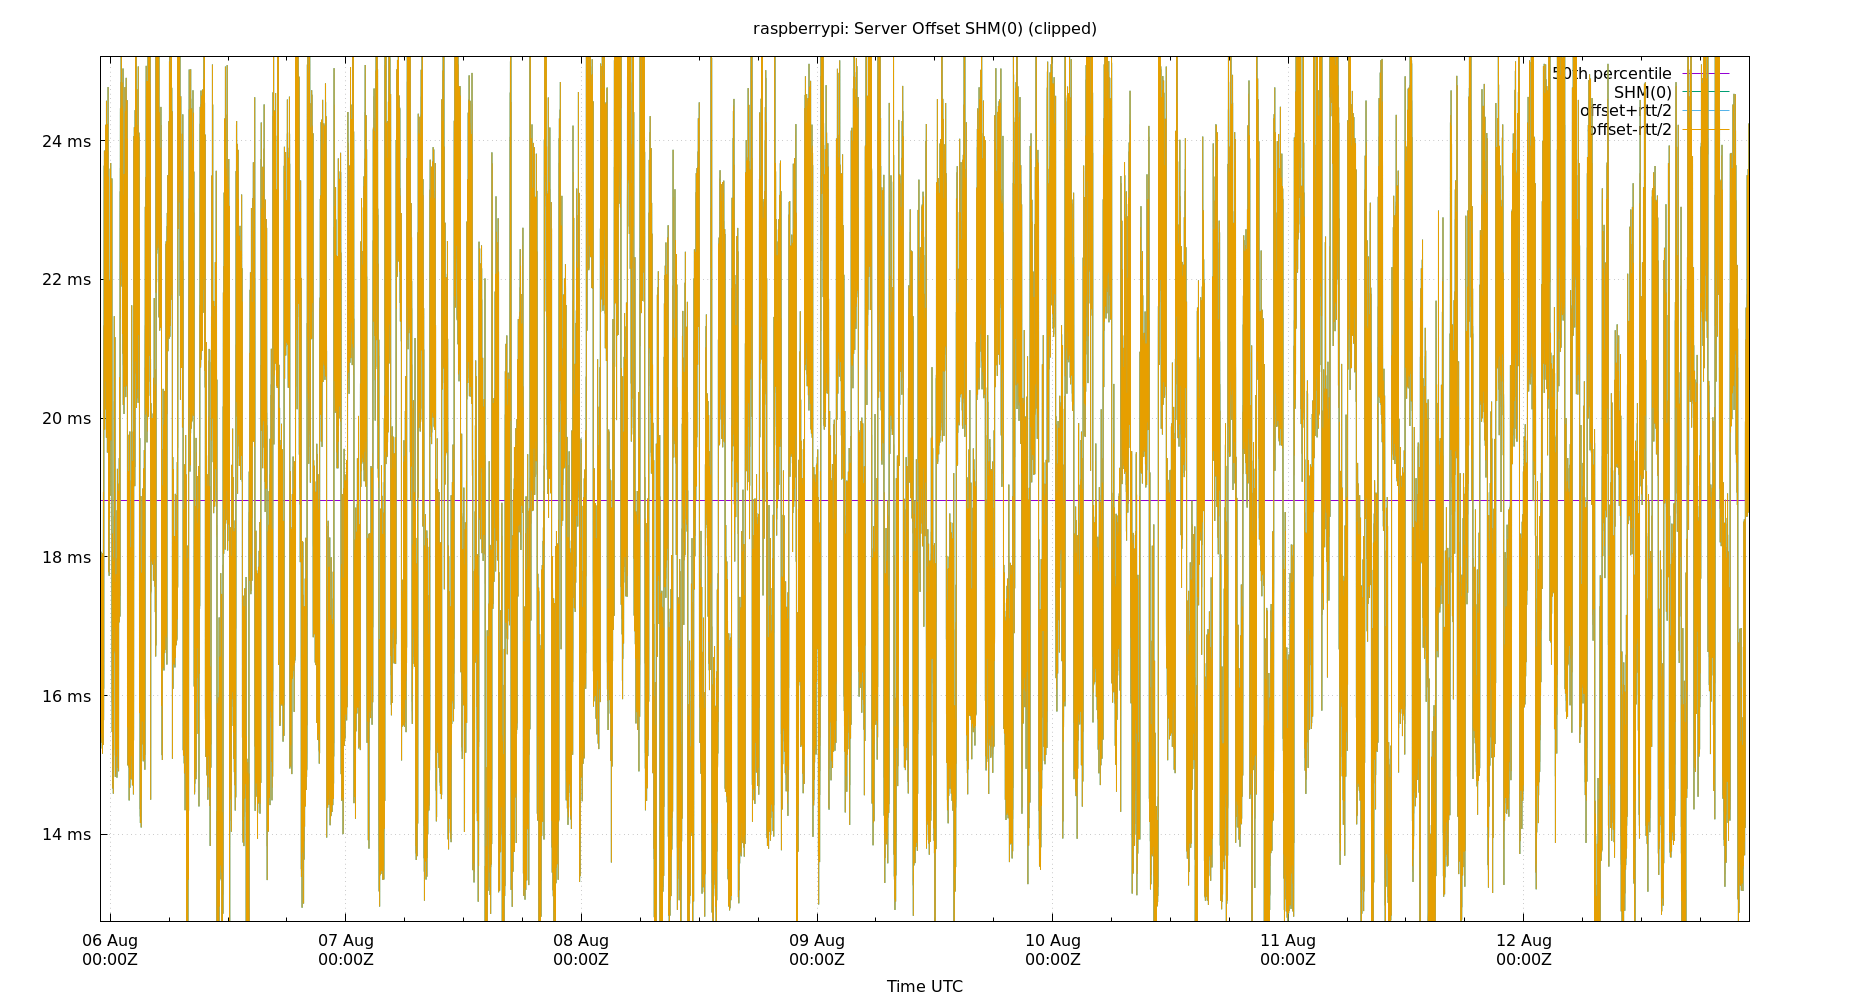 raspberrypi: Server Offset SHM(0) (clipped)
50th percentile
SHM(0)
offset+rtt/2
offset-rtt/2
24 ms
22 ms
20 ms
18 ms
16 ms
14 ms
06 Aug 07 Aug 08 Aug 09 Aug 10 Aug 11 Aug 12 Aug
00:00Z 00:00Z 00:00Z 00:00Z 00:00Z 00:00Z 00:00Z
Time UTC